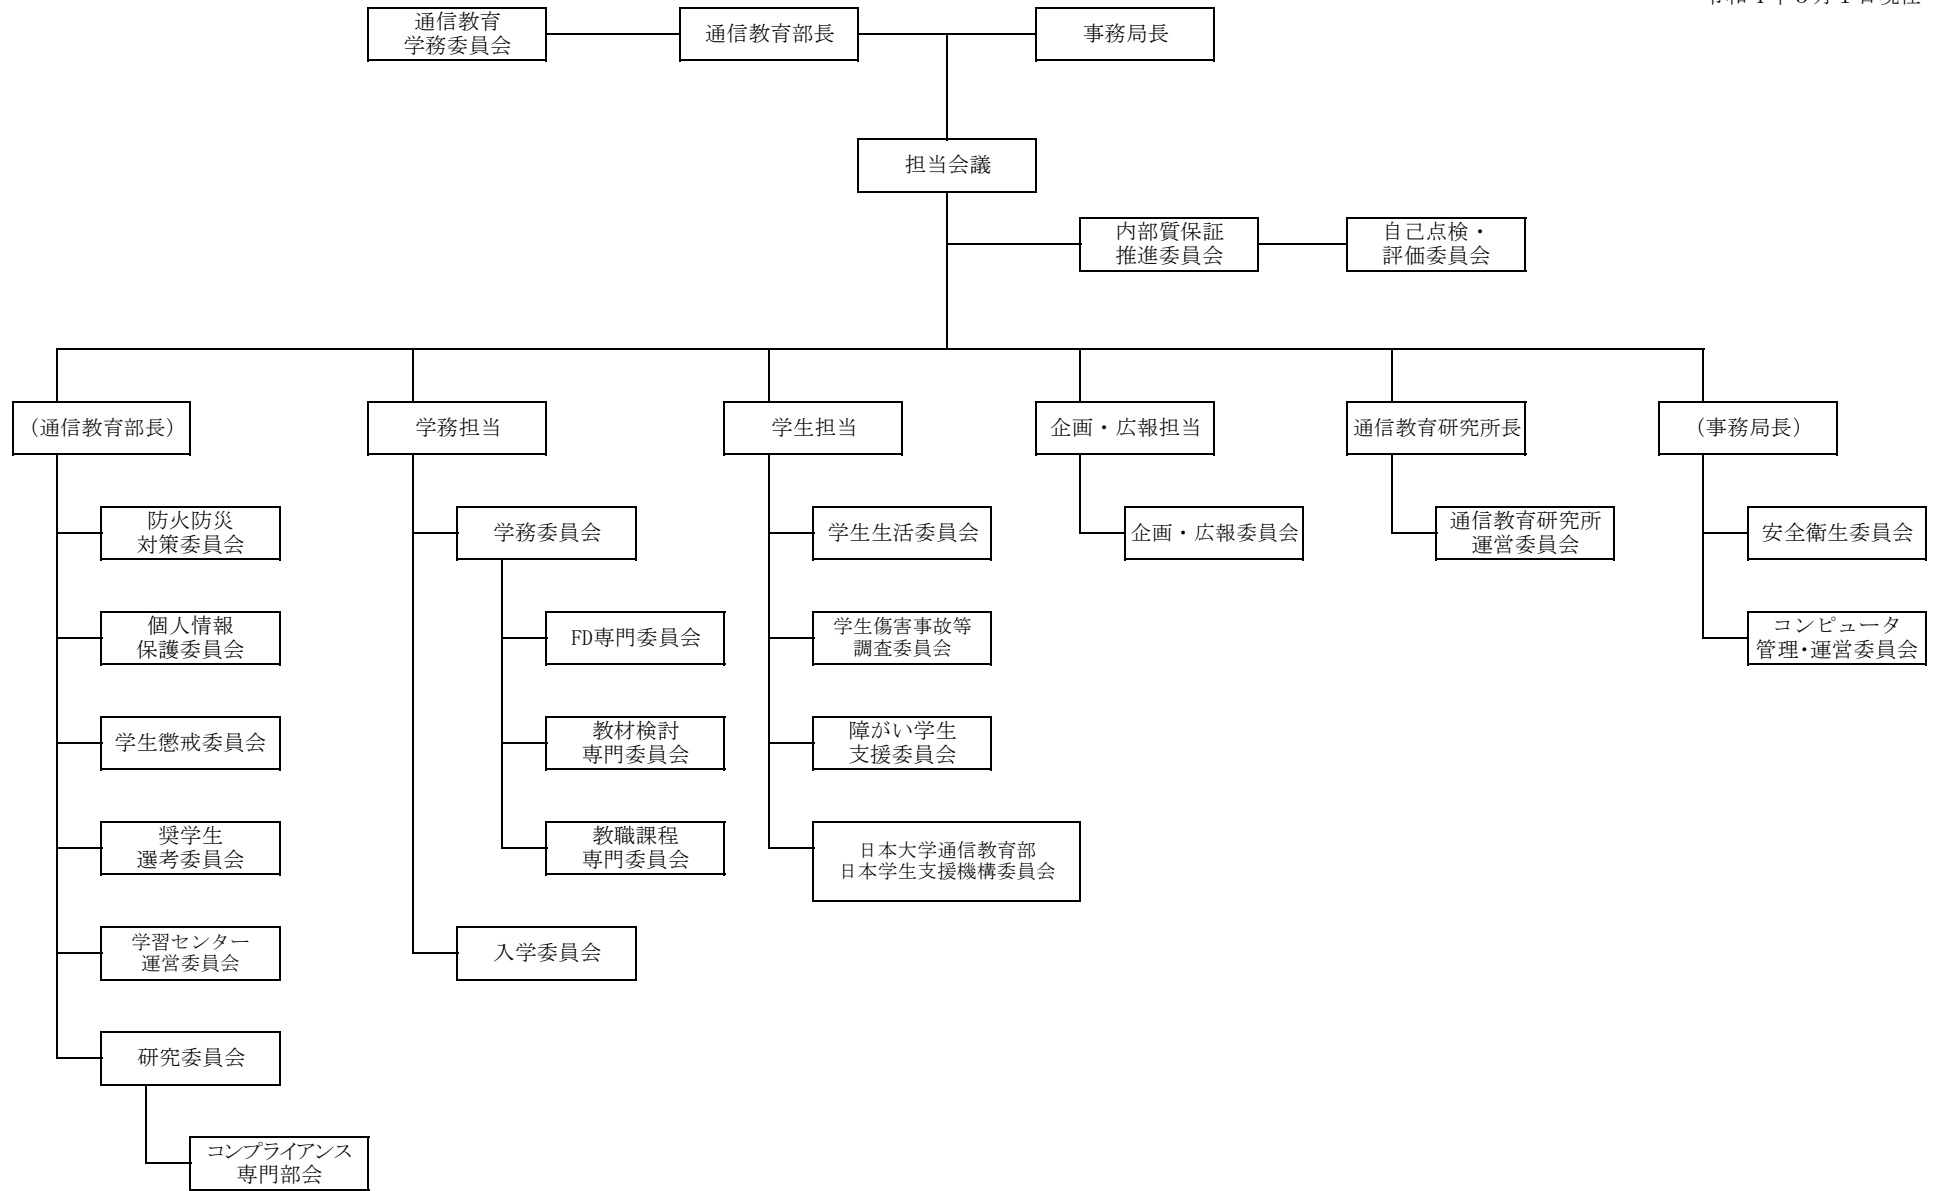 通信教育
学務委員会
通信教育部長
事務局長
担当会議
内部質保証
推進委員会
自己点検・
評価委員会
（通信教育部長）
学務担当
学生担当
企画・広報担当
通信教育研究所長
（事務局長）
防火防災
対策委員会
学務委員会
学生生活委員会
企画・広報委員会
通信教育研究所
運営委員会
安全衛生委員会
個人情報
保護委員会
FD専門委員会
学生傷害事故等
調査委員会
コンピュータ
管理・運営委員会
学生懲戒委員会
教材検討
専門委員会
障がい学生
支援委員会
奨学生
選考委員会
教職課程
専門委員会
日本大学通信教育部
日本学生支援機構委員会
学習センター
運営委員会
入学委員会
研究委員会
コンプライアンス
専門部会